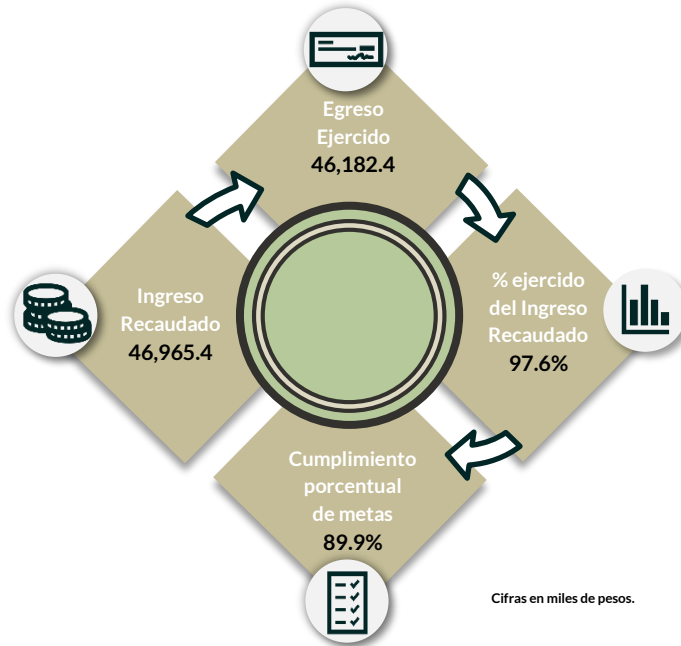 Egreso
Ejercido
46,182.4
Ingreso
Recaudado
46,965.4
% ejercido
del Ingreso
Recaudado
97.6%
Cumplimiento
porcentual
de metas
89.9%
Cifras en miles de pesos.